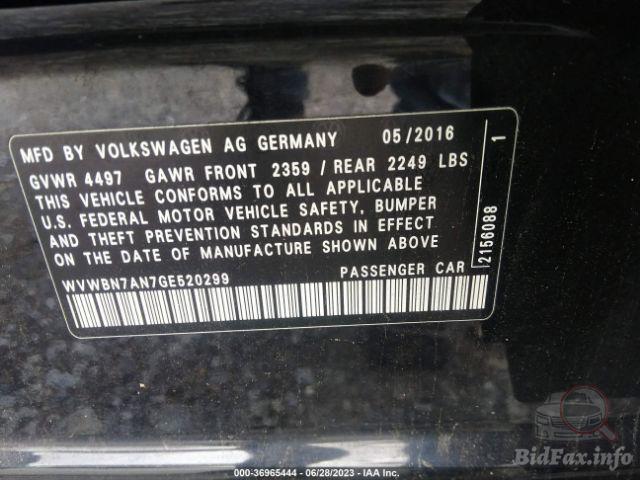 MFD BY VOLKSWAGEN AG GERMANY 05/2016
GVWR 4497 GAWR FRONT 2359 / REAR 2249 LBS
THIS VEHICLE CONFORMS TO ALL APPLICABLE
U.S. FEDERAL MOTOR VEHICLE SAFETY, BUMPER
AND THEFT PREVENTION STANDARDS IN EFFECT
ON THE DATE OF MANUFACTURE SHOWN ABOVE
WVWBN7AN7GE520299 PASSENGER CAR
2156088 1
BidFax.info
000-36965444 - 06/28/2023 - IAA Inc.